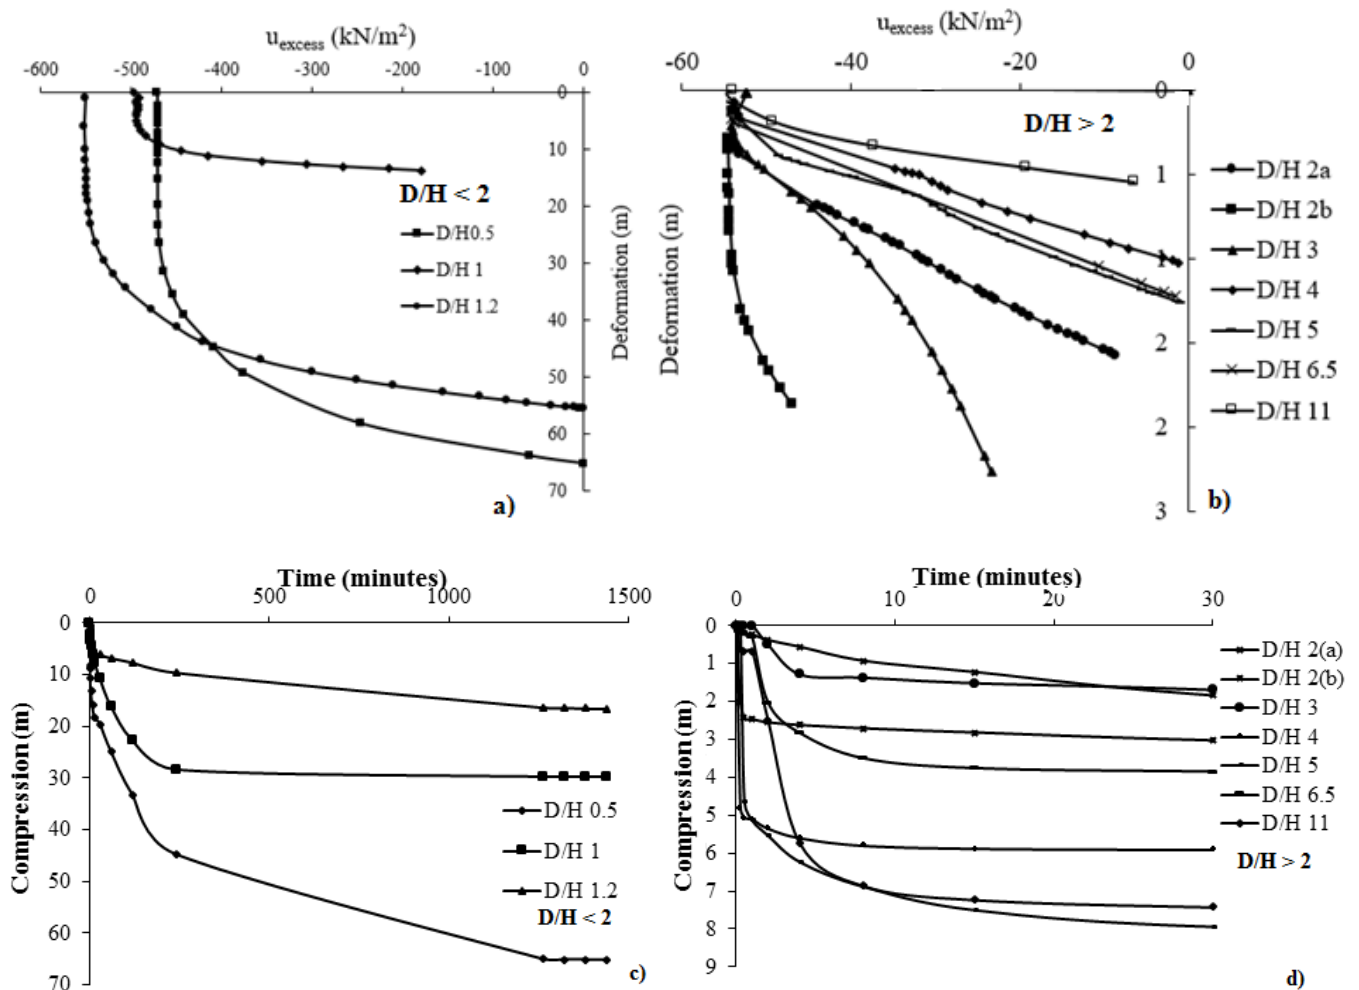 u_excess (kN/m²)
-600 -500 -400 -300 -200 -100 0
0
10
20
30
40
50
60
70
D/H < 2
D/H0.5
D/H 1
D/H 1.2
Deformation (m)
a)
u_excess (kN/m²)
-60 -40 -20 0
0
1
1
2
2
3
D/H > 2
Deformation (m)
D/H 2a
D/H 2b
D/H 3
D/H 4
D/H 5
D/H 6.5
D/H 11
b)
Time (minutes)
0 500 1000 1500
0
10
20
30
40
50
60
70
Compression (m)
D/H 0.5
D/H 1
D/H 1.2
D/H < 2
c)
Time (minutes)
0 10 20 30
0
1
2
3
4
5
6
7
8
9
Compression (m)
D/H 2(a)
D/H 2(b)
D/H 3
D/H 4
D/H 5
D/H 6.5
D/H 11
D/H > 2
d)